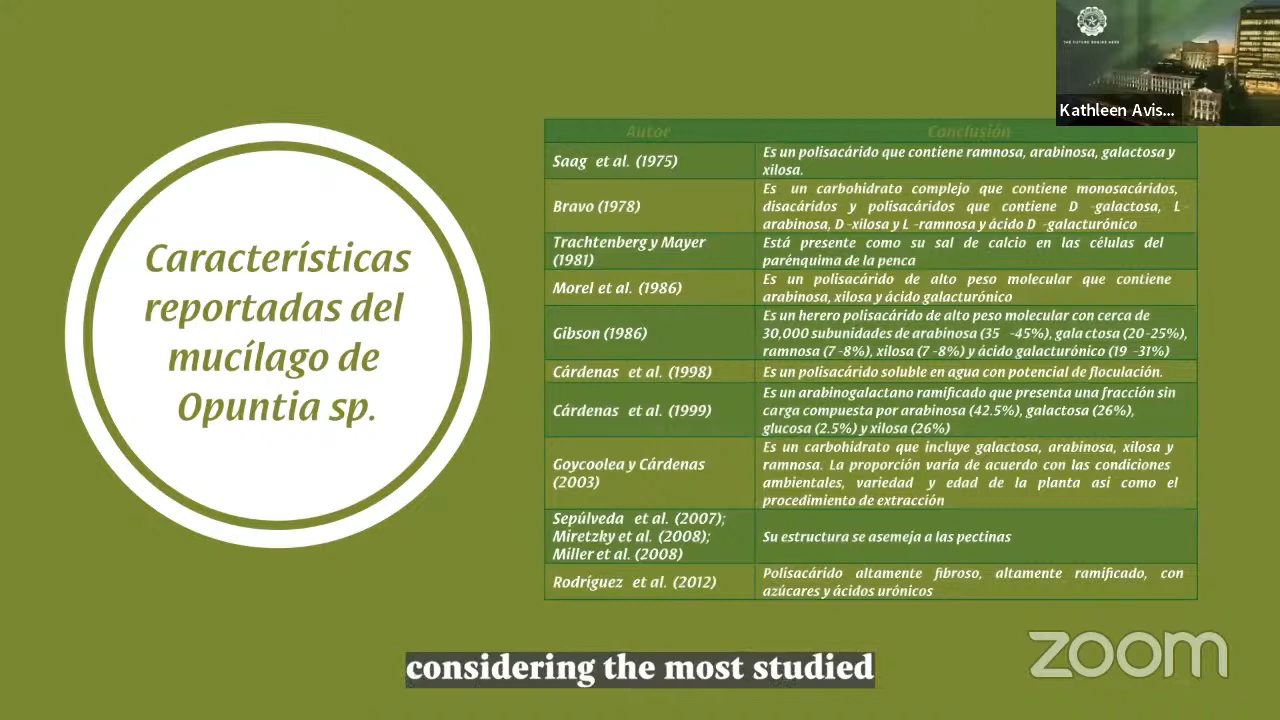 THE FUTURE BEGINS HERE
Kathleen Avis...
Características
reportadas del
mucílago de
Opuntia sp.
Autor
Conclusión
Saag et al. (1975)
Es un polisacárido que contiene ramnosa, arabinosa, galactosa y
xilosa.
Bravo (1978)
Es un carbohidrato complejo que contiene monosacáridos,
disacáridos y polisacáridos que contiene D -galactosa, L -
arabinosa, D -xilosa y L -ramnosa y ácido D -galacturónico
Trachtenberg y Mayer
(1981)
Está presente como su sal de calcio en las células del
parénquima de la penca
Morel et al. (1986)
Es un polisacárido de alto peso molecular que contiene
arabinosa, xilosa y ácido galacturónico
Gibson (1986)
Es un herero polisacárido de alto peso molecular con cerca de
30,000 subunidades de arabinosa (35 -45%), gala ctosa (20-25%),
ramnosa (7 -8%), xilosa (7 -8%) y ácido galacturónico (19 -31%)
Cárdenas et al. (1998)
Es un polisacárido soluble en agua con potencial de floculación.
Cárdenas et al. (1999)
Es un arabinogalactano ramificado que presenta una fracción sin
carga compuesta por arabinosa (42.5%), galactosa (26%),
glucosa (2.5%) y xilosa (26%)
Goycoolea y Cárdenas
(2003)
Es un carbohidrato que incluye galactosa, arabinosa, xilosa y
ramnosa. La proporción varía de acuerdo con las condiciones
ambientales, variedad y edad de la planta asi como el
procedimiento de extracción
Sepúlveda et al. (2007);
Miretzky et al. (2008);
Miller et al. (2008)
Su estructura se asemeja a las pectinas
Rodríguez et al. (2012)
Polisacárido altamente fibroso, altamente ramificado, con
azúcares y ácidos urónicos
considering the most studied
zoom